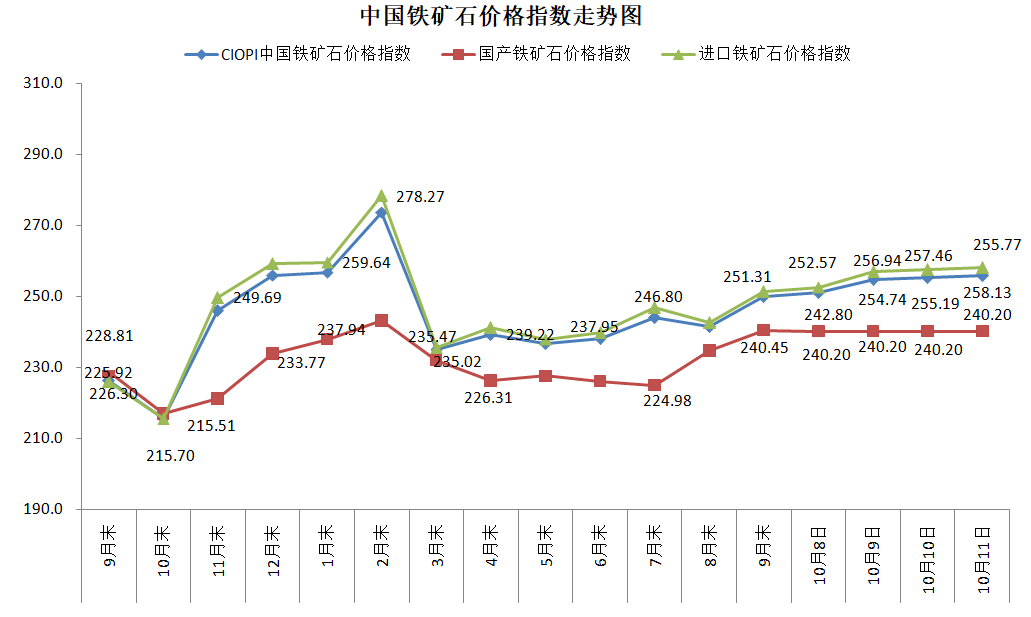 中国铁矿石价格指数走势图
CIOPI中国铁矿石价格指数 国产铁矿石价格指数 进口铁矿石价格指数
310.0
290.0
270.0
250.0
230.0
210.0
190.0
228.81
225.92
226.30
215.70
215.51
249.69
233.77
237.94
259.64
278.27
235.47
235.02
226.31
239.22
237.95
246.80
224.98
251.31
240.45
252.57
242.80
240.20
256.94
254.74
240.20
257.46
255.19
240.20
255.77
258.13
240.20
9月末
10月末
11月末
12月末
1月末
2月末
3月末
4月末
5月末
6月末
7月末
8月末
9月末
10月8日
10月9日
10月10日
10月11日